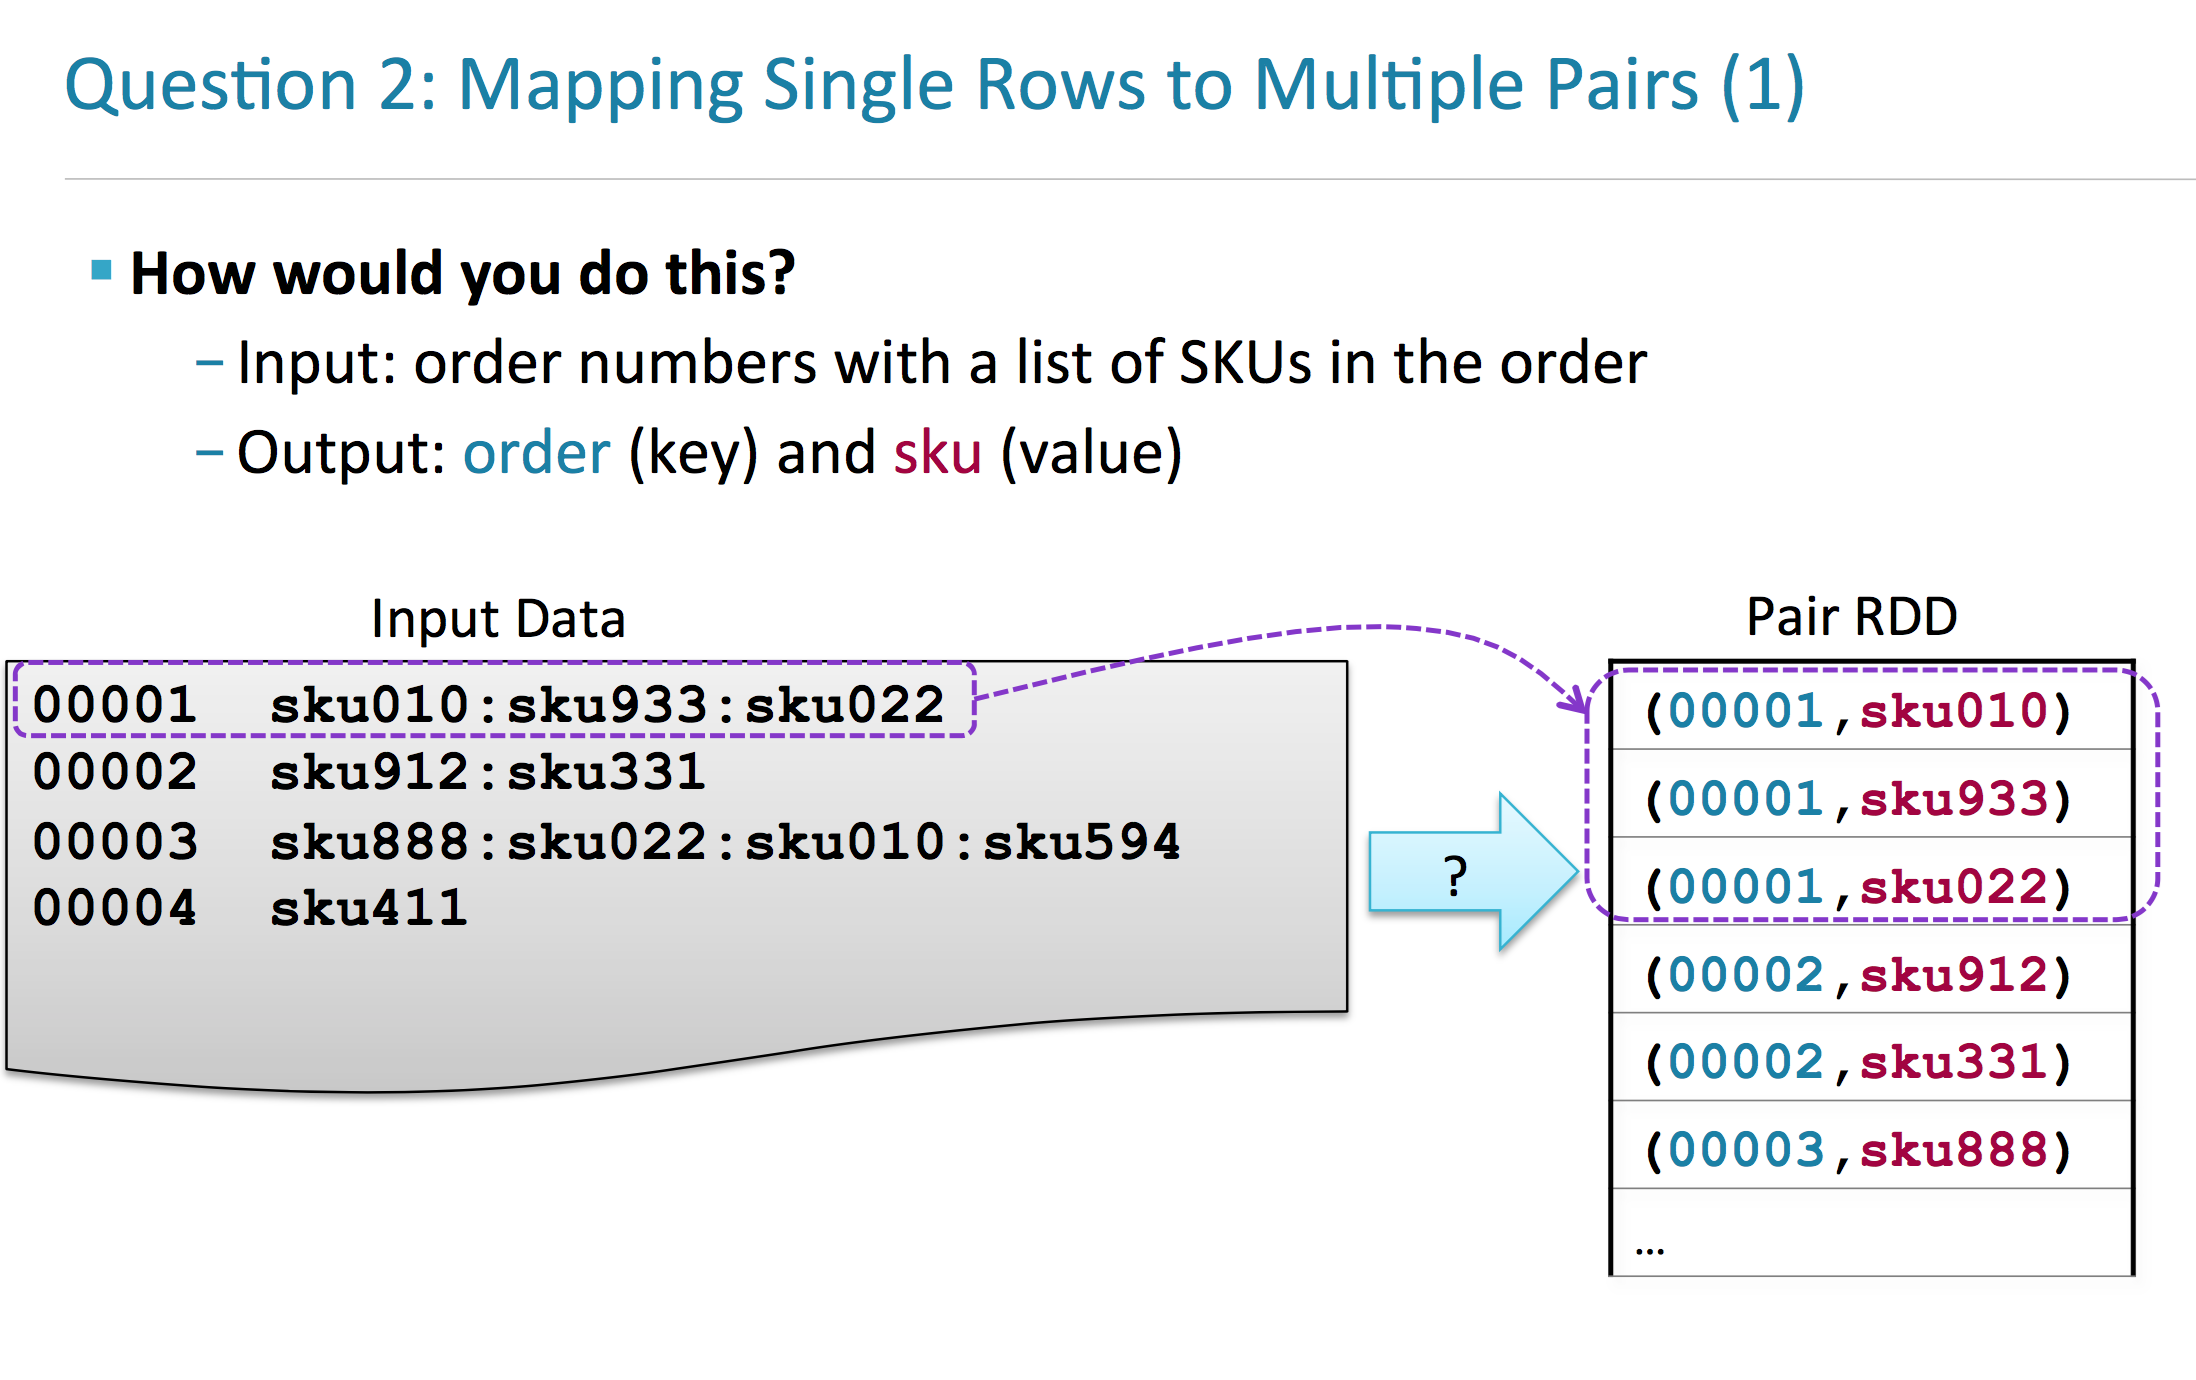 Question 2: Mapping Single Rows to Multiple Pairs (1)
How would you do this?
– Input: order numbers with a list of SKUs in the order
– Output: order (key) and sku (value)
Input Data
00001 sku010:sku933:sku022
00002 sku912:sku331
00003 sku888:sku022:sku010:sku594
00004 sku411
?
Pair RDD
(00001,sku010)
(00001,sku933)
(00001,sku022)
(00002,sku912)
(00002,sku331)
(00003,sku888)
…